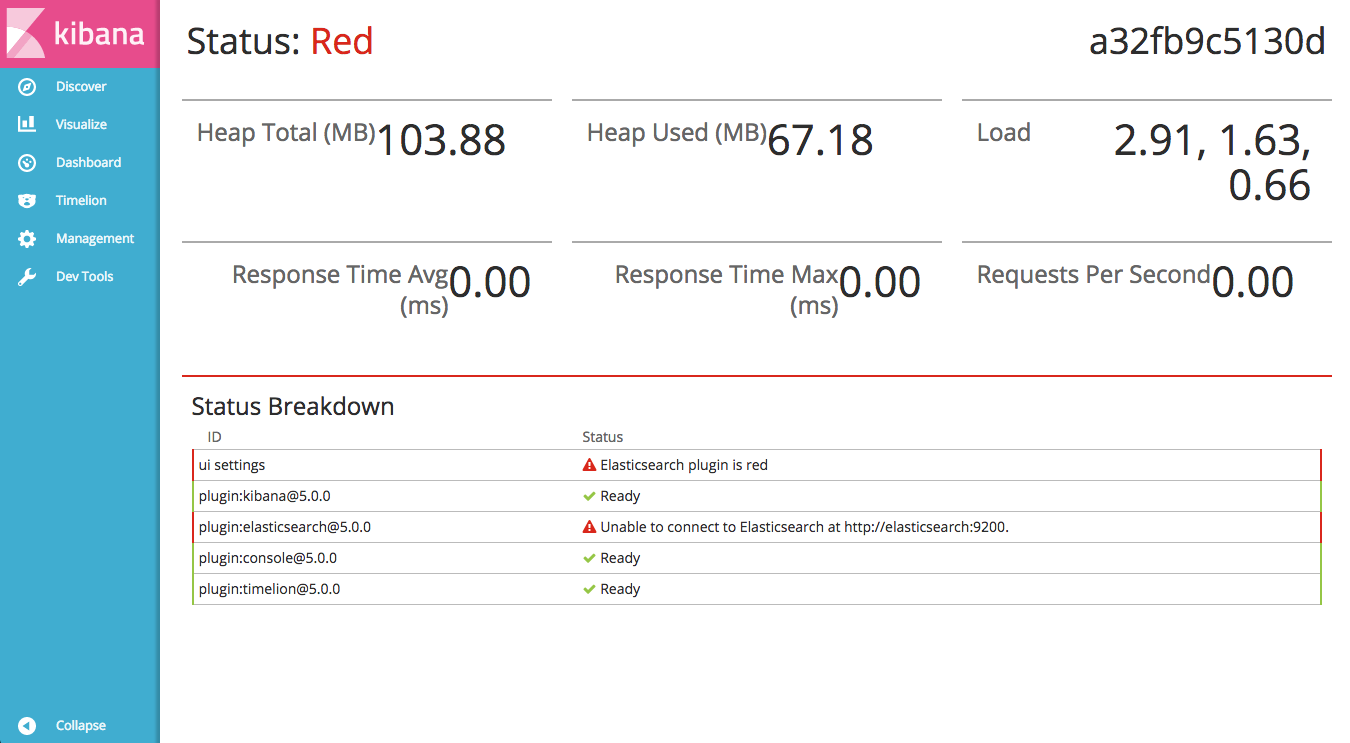 kibana
Discover
Visualize
Dashboard
Timelion
Management
Dev Tools
Collapse
Status: Red
a32fb9c5130d
Heap Total (MB) 103.88
Heap Used (MB) 67.18
Load 2.91, 1.63,
0.66
Response Time Avg 0.00
(ms)
Response Time Max 0.00
(ms)
Requests Per Second 0.00
Status Breakdown
ID Status
ui settings Elasticsearch plugin is red
plugin:kibana@5.0.0 Ready
plugin:elasticsearch@5.0.0 Unable to connect to Elasticsearch at http://elasticsearch:9200.
plugin:console@5.0.0 Ready
plugin:timelion@5.0.0 Ready